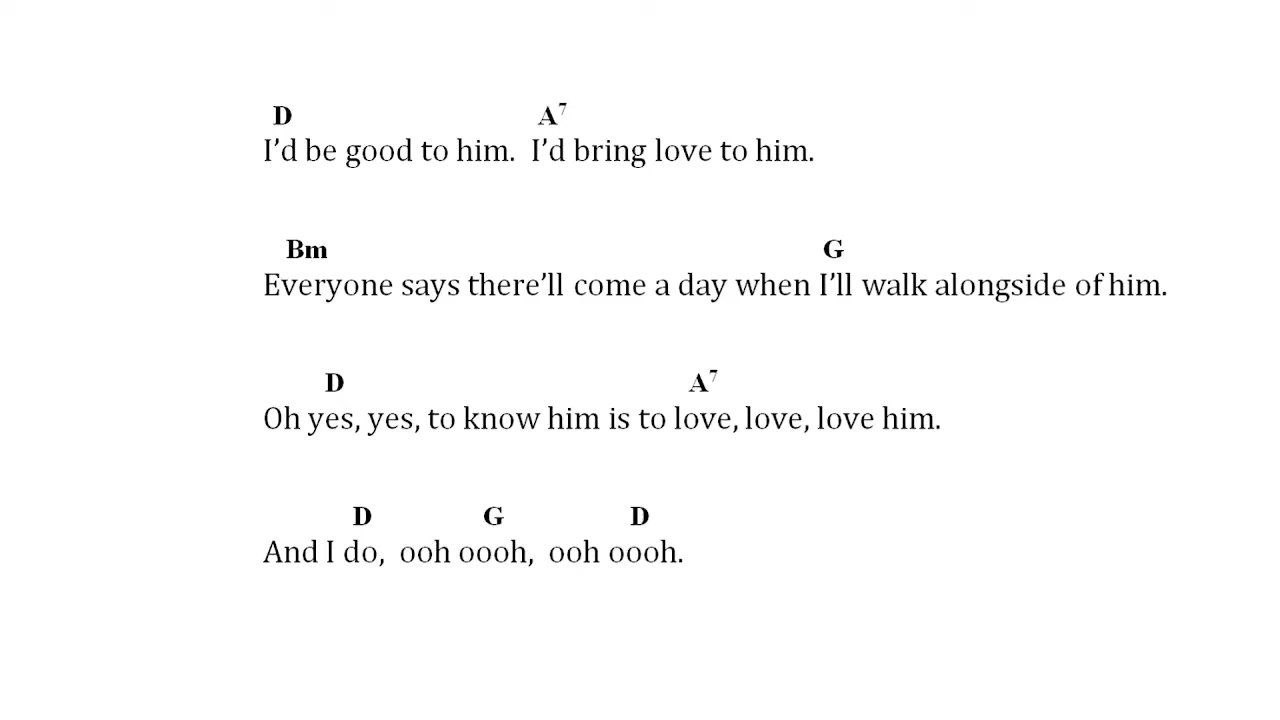 D A⁷
I’d be good to him. I’d bring love to him.
Bm G
Everyone says there’ll come a day when I’ll walk alongside of him.
D A⁷
Oh yes, yes, to know him is to love, love, love him.
D G D
And I do, ooh oooh, ooh oooh.